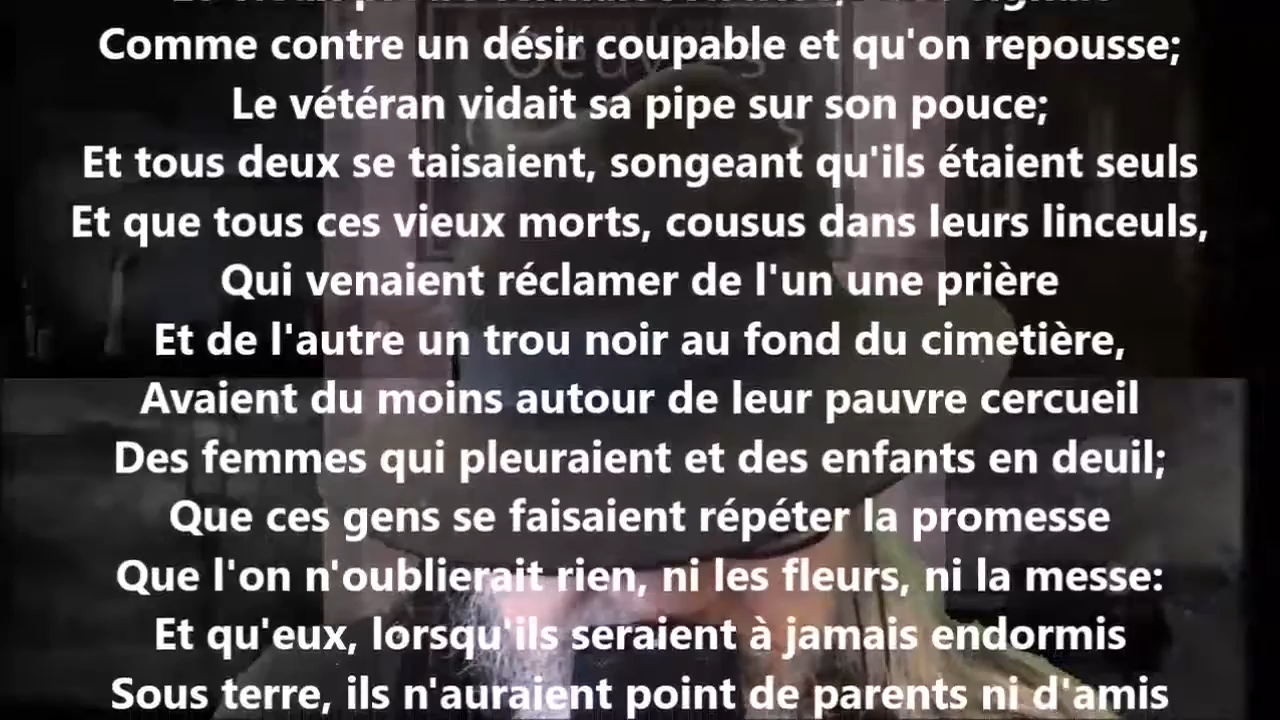 Comme contre un désir coupable et qu'on repousse;
Le vétéran vidait sa pipe sur son pouce;
Et tous deux se taisaient, songeant qu'ils étaient seuls
Et que tous ces vieux morts, cousus dans leurs linceuls,
Qui venaient réclamer de l'un une prière
Et de l'autre un trou noir au fond du cimetière,
Avaient du moins autour de leur pauvre cercueil
Des femmes qui pleuraient et des enfants en deuil;
Que ces gens se faisaient répéter la promesse
Que l'on n'oublierait rien, ni les fleurs, ni la messe:
Et qu'eux, lorsqu'ils seraient à jamais endormis
Sous terre, ils n'auraient point de parents ni d'amis